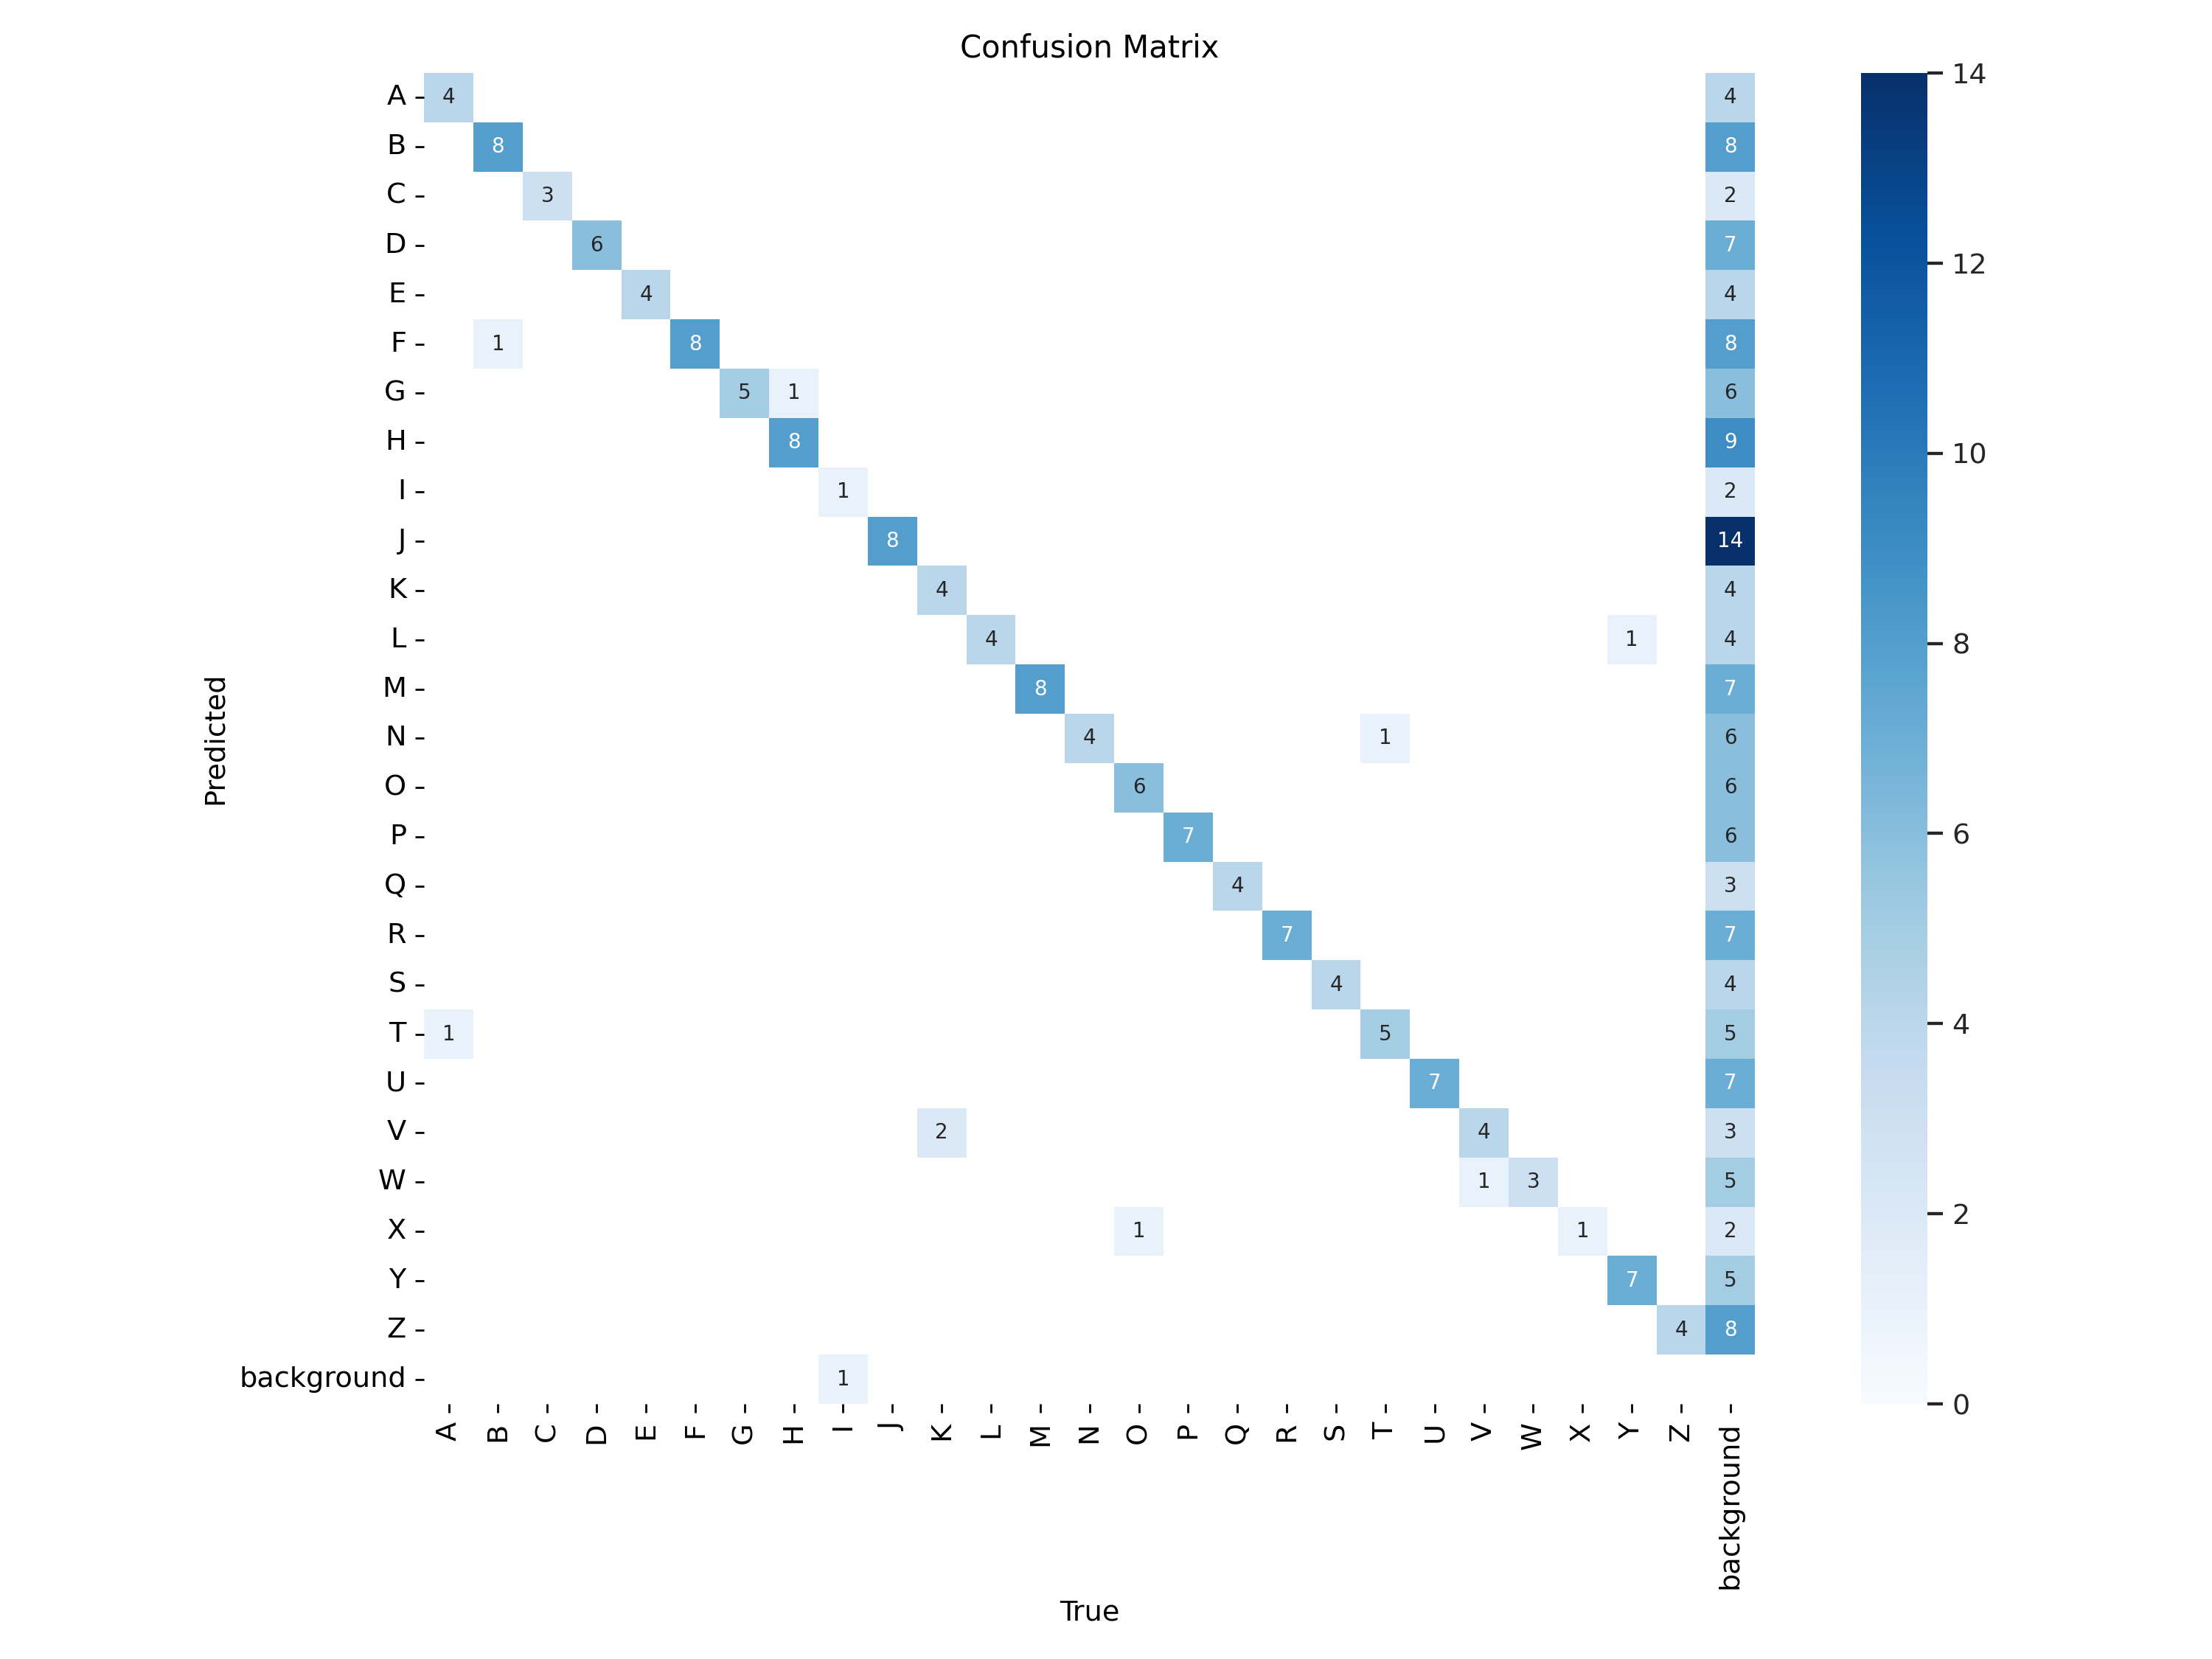 Confusion Matrix
A 4 4 14
B 8 8
C 3 2
D 6 7 12
E 4 4
F 1 8 8
G 5 1 6
H 8 9 10
I 1 2
J 8 14
K 4 4
L 4 1 4 8
M 8 7
N 4 1 6
O 6 6
P 7 6 6
Q 4 3
R 7 7
S 4 4
T 1 5 5 4
U 7 7
V 2 4 3
W 1 3 5
X 1 1 2 2
Y 7 5
Z 4 8
background 1 0
A B C D E F G H I J K L M N O P Q R S T U V W X Y Z background
Predicted
True